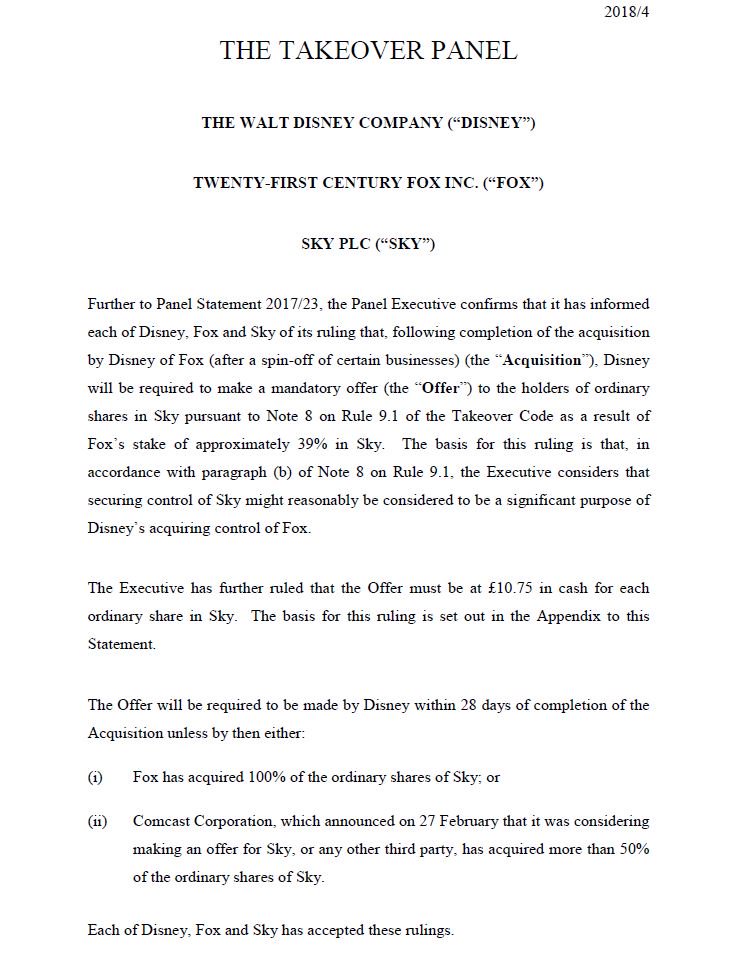 2018/4
THE TAKEOVER PANEL
THE WALT DISNEY COMPANY (“DISNEY”)
TWENTY-FIRST CENTURY FOX INC. (“FOX”)
SKY PLC (“SKY”)
Further to Panel Statement 2017/23, the Panel Executive confirms that it has informed
each of Disney, Fox and Sky of its ruling that, following completion of the acquisition
by Disney of Fox (after a spin-off of certain businesses) (the “Acquisition”), Disney
will be required to make a mandatory offer (the “Offer”) to the holders of ordinary
shares in Sky pursuant to Note 8 on Rule 9.1 of the Takeover Code as a result of
Fox’s stake of approximately 39% in Sky. The basis for this ruling is that, in
accordance with paragraph (b) of Note 8 on Rule 9.1, the Executive considers that
securing control of Sky might reasonably be considered to be a significant purpose of
Disney’s acquiring control of Fox.
The Executive has further ruled that the Offer must be at £10.75 in cash for each
ordinary share in Sky. The basis for this ruling is set out in the Appendix to this
Statement.
The Offer will be required to be made by Disney within 28 days of completion of the
Acquisition unless by then either:
(i) Fox has acquired 100% of the ordinary shares of Sky; or
(ii) Comcast Corporation, which announced on 27 February that it was considering
making an offer for Sky, or any other third party, has acquired more than 50%
of the ordinary shares of Sky.
Each of Disney, Fox and Sky has accepted these rulings.